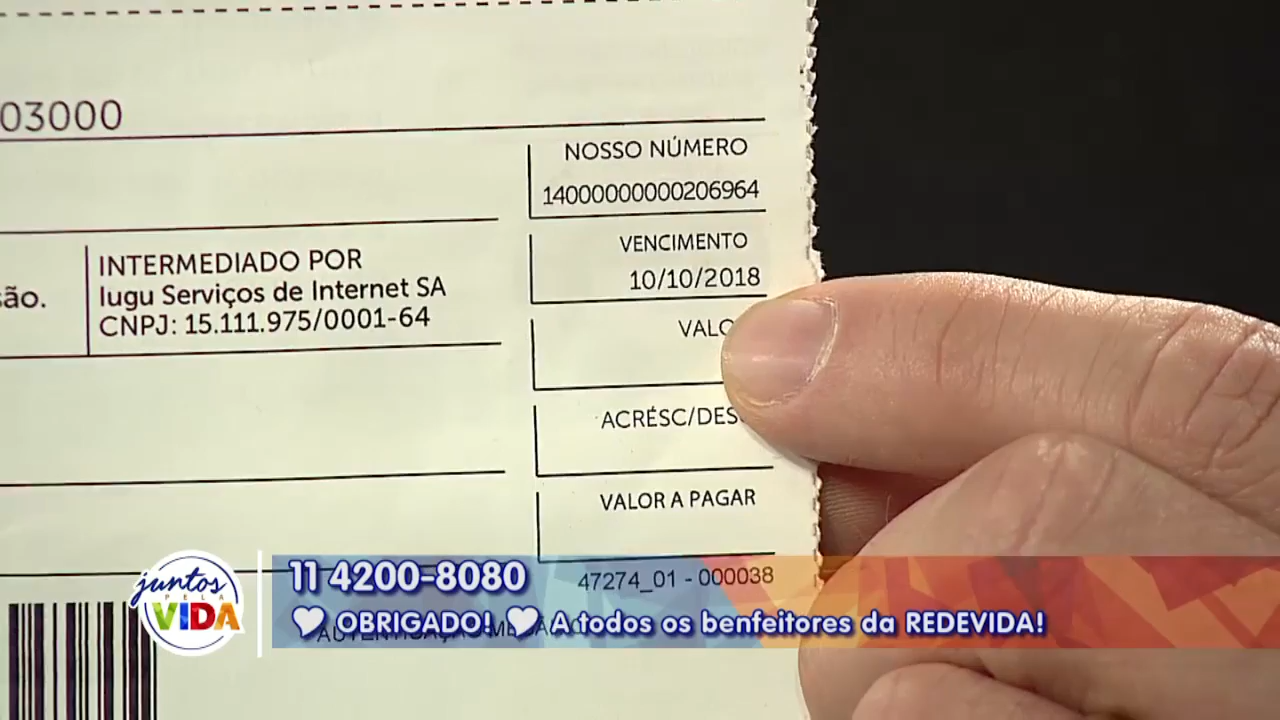 03000
NOSSO NÚMERO
14000000000206964
VENCIMENTO
10/10/2018
são.
INTERMEDIADO POR
Iugu Serviços de Internet SA
CNPJ: 15.111.975/0001-64
VALO
ACRÉSC/DES
VALOR A PAGAR
47274_01 - 000038
juntos
PELA
VIDA
11 4200-8080
OBRIGADO! A todos os benfeitores da REDEVIDA!